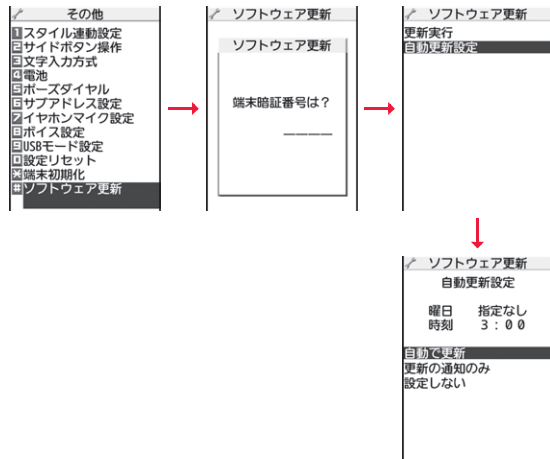 その他
1スタイル連動設定
2サイドボタン操作
3文字入力方式
4電池
5ポーズダイヤル
6サブアドレス設定
7イヤホンマイク設定
8ボイス設定
9USBモード設定
0設定リセット
*端末初期化
#ソフトウェア更新
ソフトウェア更新
ソフトウェア更新
端末暗証番号は?
____
ソフトウェア更新
更新実行
自動更新設定
ソフトウェア更新
自動更新設定
曜日 指定なし
時刻 3:00
自動で更新
更新の通知のみ
設定しない